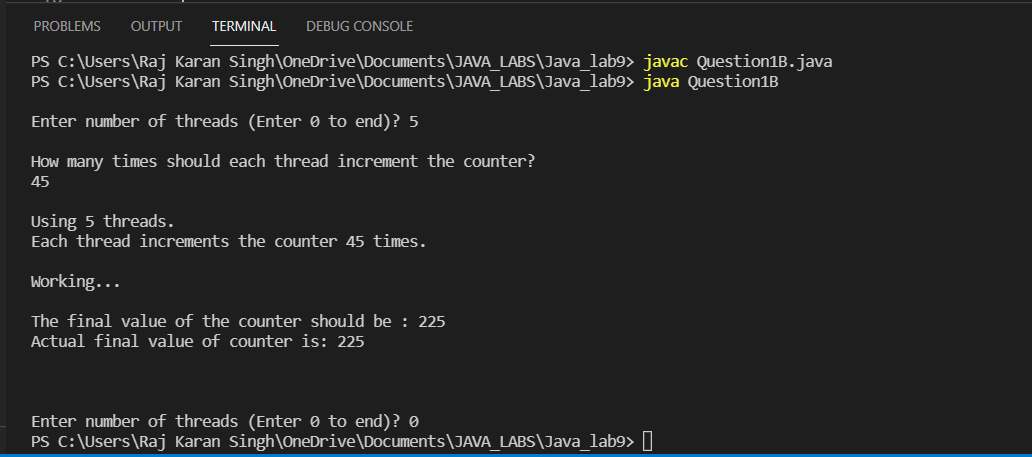 PROBLEMS OUTPUT TERMINAL DEBUG CONSOLE
PS C:\Users\Raj Karan Singh\OneDrive\Documents\JAVA_LABS\Java_lab9> javac Question1B.java
PS C:\Users\Raj Karan Singh\OneDrive\Documents\JAVA_LABS\Java_lab9> java Question1B
Enter number of threads (Enter 0 to end)? 5
How many times should each thread increment the counter?
45
Using 5 threads.
Each thread increments the counter 45 times.
Working...
The final value of the counter should be : 225
Actual final value of counter is: 225
Enter number of threads (Enter 0 to end)? 0
PS C:\Users\Raj Karan Singh\OneDrive\Documents\JAVA_LABS\Java_lab9>